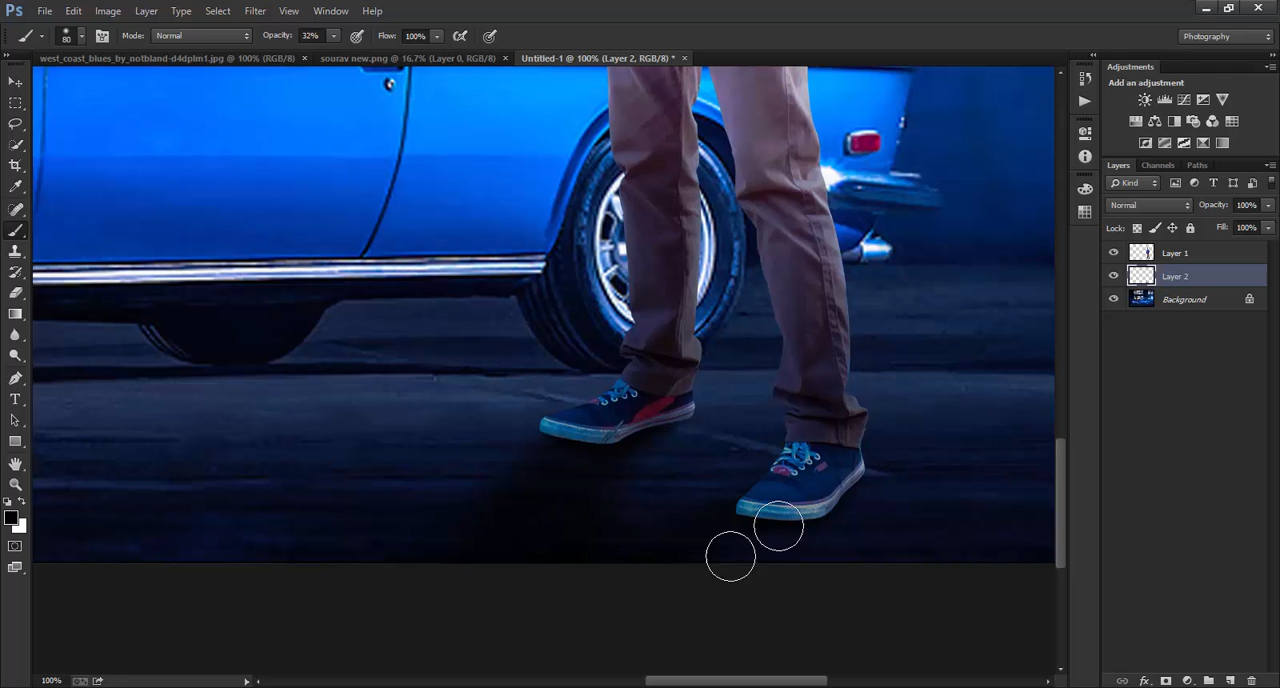 Ps File Edit Image Layer Type Select Filter View Window Help
80 Mode: Normal Opacity: 32% Flow: 100% Photography
west_coast_blues_by_notbland-d4dplm1.jpg @ 100% (RGB/8) × sourav new.png @ 16.7% (Layer 0, RGB/8) × Untitled-1 @ 100% (Layer 2, RGB/8) * ×
Adjustments
Add an adjustment
Layers Channels Paths
Kind
Normal Opacity: 100%
Lock: Fill: 100%
Layer 1
Layer 2
Background
100%